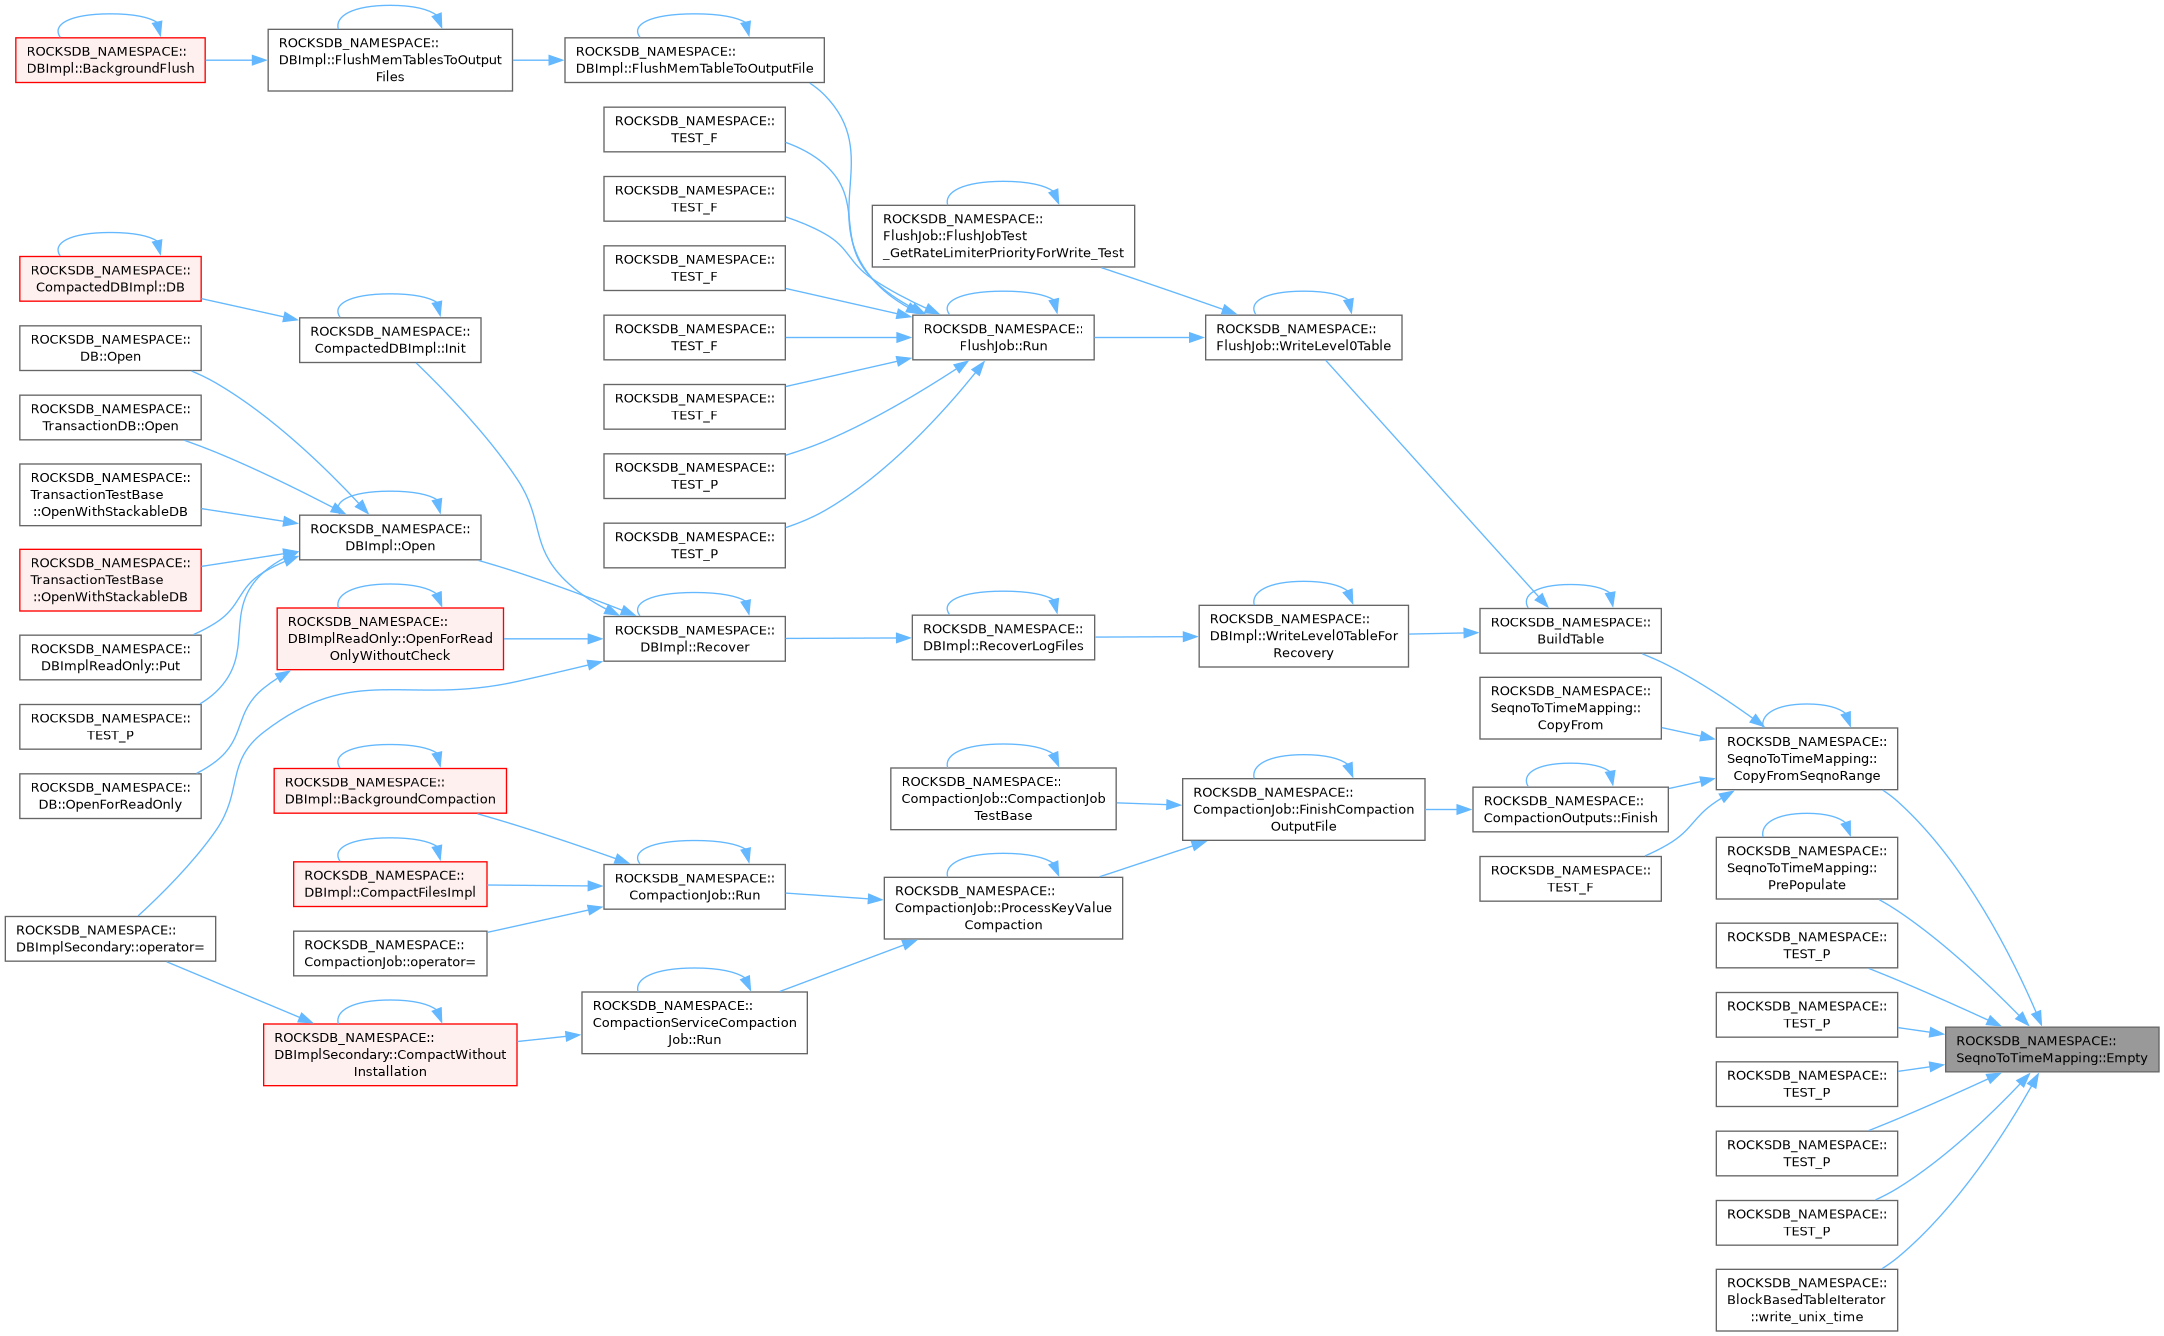 ROCKSDB_NAMESPACE::
DBImpl::BackgroundFlush
ROCKSDB_NAMESPACE::
DBImpl::FlushMemTablesToOutput
Files
ROCKSDB_NAMESPACE::
DBImpl::FlushMemTableToOutputFile
ROCKSDB_NAMESPACE::
TEST_F
ROCKSDB_NAMESPACE::
TEST_F
ROCKSDB_NAMESPACE::
TEST_F
ROCKSDB_NAMESPACE::
TEST_F
ROCKSDB_NAMESPACE::
TEST_F
ROCKSDB_NAMESPACE::
TEST_P
ROCKSDB_NAMESPACE::
TEST_P
ROCKSDB_NAMESPACE::
FlushJob::FlushJobTest
_GetRateLimiterPriorityForWrite_Test
ROCKSDB_NAMESPACE::
FlushJob::Run
ROCKSDB_NAMESPACE::
FlushJob::WriteLevel0Table
ROCKSDB_NAMESPACE::
CompactedDBImpl::DB
ROCKSDB_NAMESPACE::
CompactedDBImpl::Init
ROCKSDB_NAMESPACE::
DB::Open
ROCKSDB_NAMESPACE::
TransactionDB::Open
ROCKSDB_NAMESPACE::
TransactionTestBase
::OpenWithStackableDB
ROCKSDB_NAMESPACE::
TransactionTestBase
::OpenWithStackableDB
ROCKSDB_NAMESPACE::
DBImplReadOnly::Put
ROCKSDB_NAMESPACE::
TEST_P
ROCKSDB_NAMESPACE::
DB::OpenForReadOnly
ROCKSDB_NAMESPACE::
DBImpl::Open
ROCKSDB_NAMESPACE::
DBImplReadOnly::OpenForRead
OnlyWithoutCheck
ROCKSDB_NAMESPACE::
DBImpl::Recover
ROCKSDB_NAMESPACE::
DBImpl::RecoverLogFiles
ROCKSDB_NAMESPACE::
DBImpl::WriteLevel0TableFor
Recovery
ROCKSDB_NAMESPACE::
BuildTable
ROCKSDB_NAMESPACE::
SeqnoToTimeMapping::
CopyFrom
ROCKSDB_NAMESPACE::
CompactionOutputs::Finish
ROCKSDB_NAMESPACE::
TEST_F
ROCKSDB_NAMESPACE::
SeqnoToTimeMapping::
CopyFromSeqnoRange
ROCKSDB_NAMESPACE::
DBImpl::BackgroundCompaction
ROCKSDB_NAMESPACE::
DBImpl::CompactFilesImpl
ROCKSDB_NAMESPACE::
CompactionJob::operator=
ROCKSDB_NAMESPACE::
CompactionJob::Run
ROCKSDB_NAMESPACE::
CompactionJob::CompactionJob
TestBase
ROCKSDB_NAMESPACE::
CompactionJob::ProcessKeyValue
Compaction
ROCKSDB_NAMESPACE::
CompactionJob::FinishCompaction
OutputFile
ROCKSDB_NAMESPACE::
DBImplSecondary::operator=
ROCKSDB_NAMESPACE::
DBImplSecondary::CompactWithout
Installation
ROCKSDB_NAMESPACE::
CompactionServiceCompaction
Job::Run
ROCKSDB_NAMESPACE::
SeqnoToTimeMapping::
PrePopulate
ROCKSDB_NAMESPACE::
TEST_P
ROCKSDB_NAMESPACE::
TEST_P
ROCKSDB_NAMESPACE::
TEST_P
ROCKSDB_NAMESPACE::
TEST_P
ROCKSDB_NAMESPACE::
TEST_P
ROCKSDB_NAMESPACE::
BlockBasedTableIterator
::write_unix_time
ROCKSDB_NAMESPACE::
SeqnoToTimeMapping::Empty